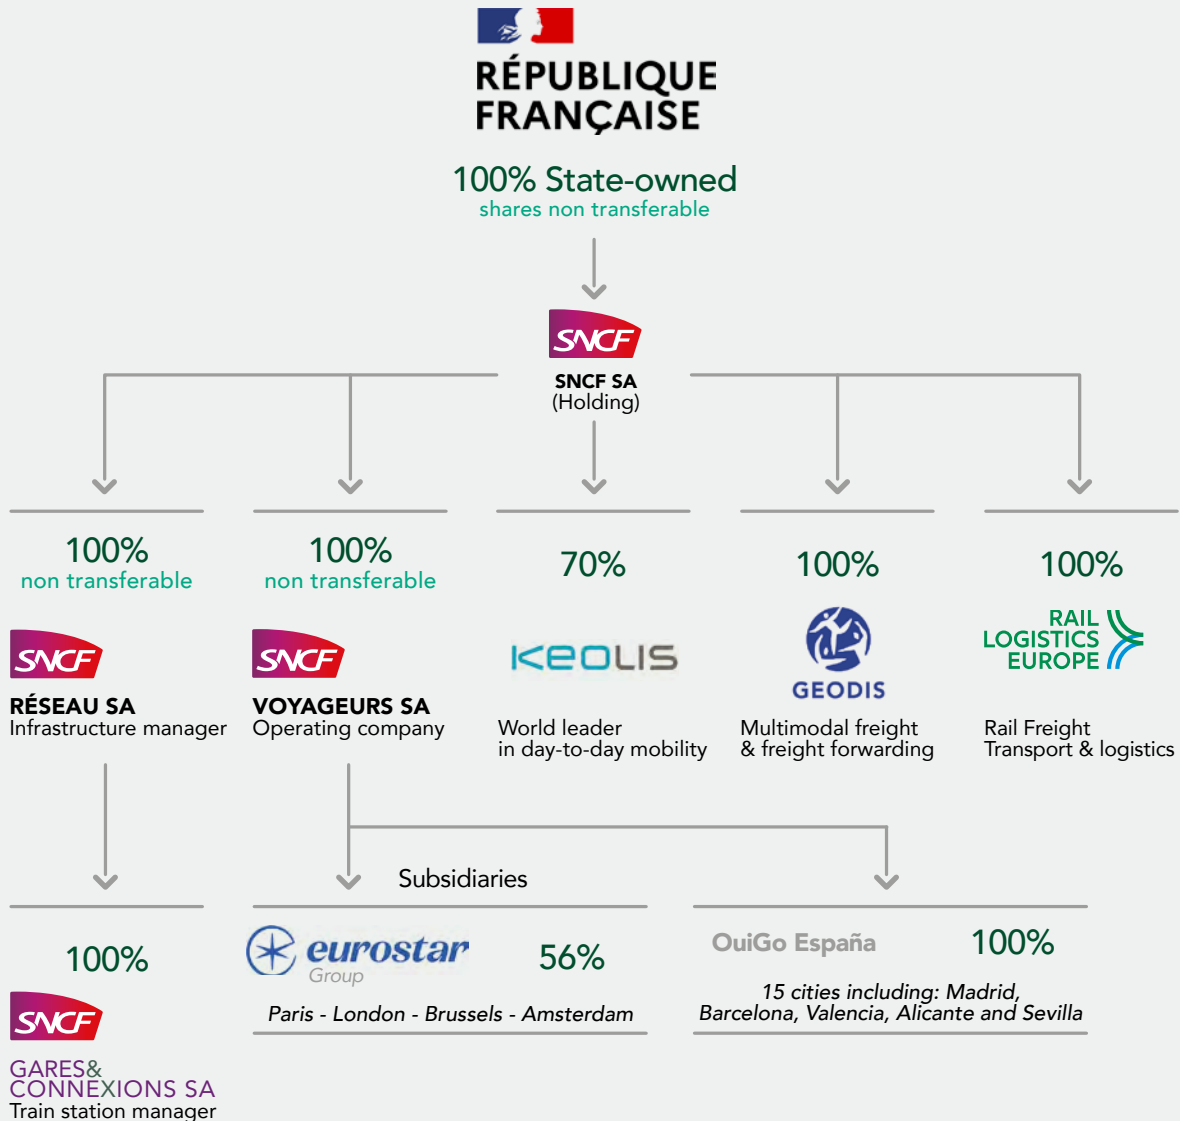 RÉPUBLIQUE
FRANÇAISE
100% State-owned
shares non transferable
SNCF
SNCF SA
(Holding)
100%
non transferable
SNCF
RÉSEAU SA
Infrastructure manager
100%
non transferable
SNCF
VOYAGEURS SA
Operating company
70%
KEOLIS
World leader
in day-to-day mobility
100%
GEODIS
Multimodal freight
& freight forwarding
100%
RAIL
LOGISTICS
EUROPE
Rail Freight
Transport & logistics
Subsidiaries
100%
SNCF
GARES&
CONNEXIONS SA
Train station manager
eurostar
Group
56%
Paris - London - Brussels - Amsterdam
OuiGo España
100%
15 cities including: Madrid,
Barcelona, Valencia, Alicante and Sevilla